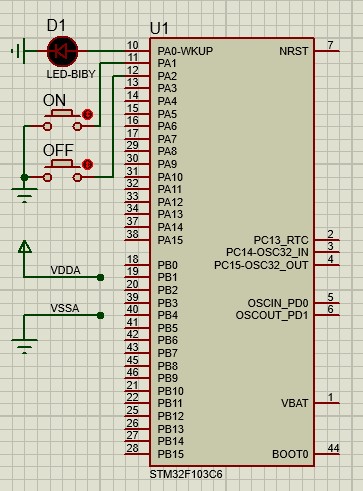 D1
U1
LED-BIBY
ON
OFF
VDDA
VSSA
10 PA0-WKUP
11 PA1
12 PA2
13 PA3
14 PA4
15 PA5
16 PA6
17 PA7
29 PA8
30 PA9
31 PA10
32 PA11
33 PA12
34 PA13
37 PA14
38 PA15
18 PB0
19 PB1
20 PB2
39 PB3
40 PB4
41 PB5
42 PB6
43 PB7
45 PB8
46 PB9
21 PB10
22 PB11
25 PB12
26 PB13
27 PB14
28 PB15
NRST 7
PC13_RTC 2
PC14-OSC32_IN 3
PC15-OSC32_OUT 4
OSCIN_PD0 5
OSCOUT_PD1 6
VBAT 1
BOOT0 44
STM32F103C6